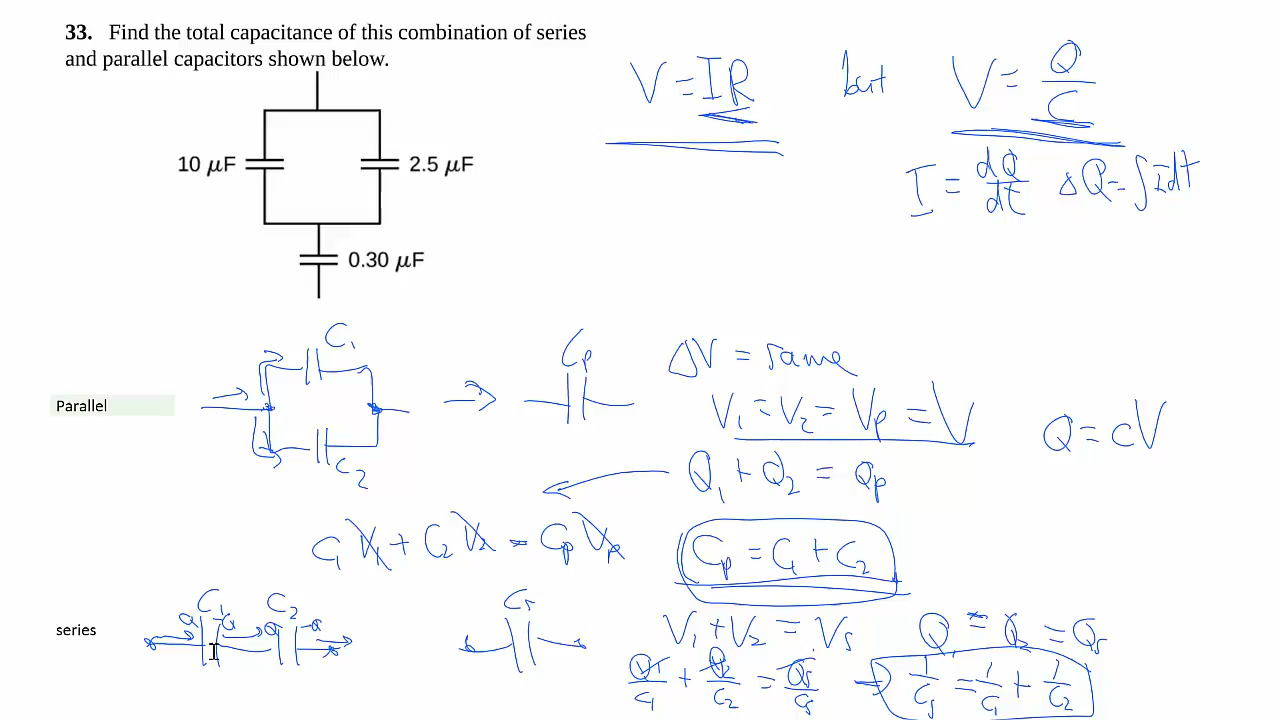 33. Find the total capacitance of this combination of series
and parallel capacitors shown below.
10 μF
2.5 μF
0.30 μF
V = IR but V = Q/C
I = dQ/dt ΔQ = ∫Idt
Parallel
C₁
C₂
Cp
ΔV = same
V₁ = V₂ = Vp = V
Q = CV
Q₁ + Q₂ = Qp
C₁V₁ + C₂V₂ = CpVp
Cp = C₁ + C₂
series
C₁ C₂
Q -Q Q -Q
Cs
V₁ + V₂ = Vs
Q₁ = Q₂ = Qs
Q₁/C₁ + Q₂/C₂ = Qs/Cs
1/Cs = 1/C₁ + 1/C₂